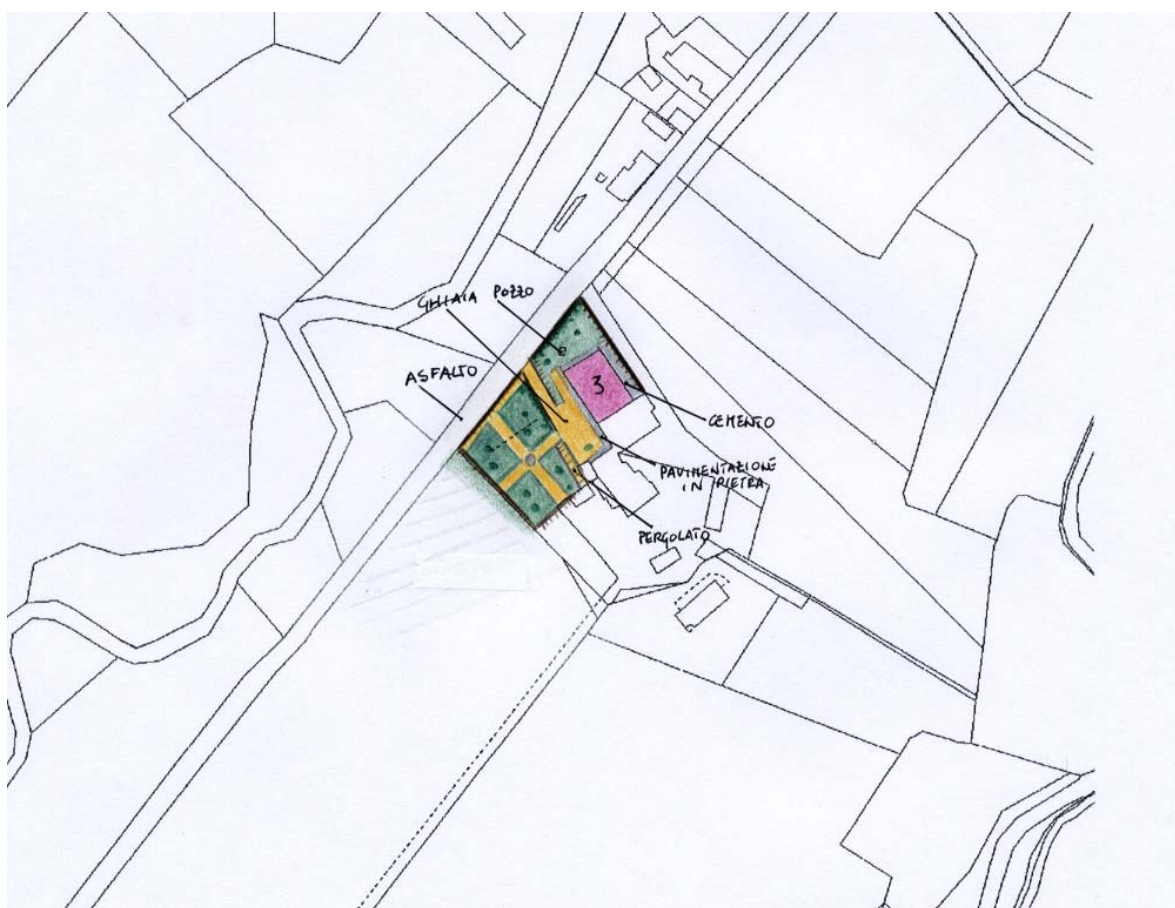 GHIAIA POZZO
ASFALTO
3
CEMENTO
PAVIMENTAZIONE
IN PIETRA
PERGOLATO